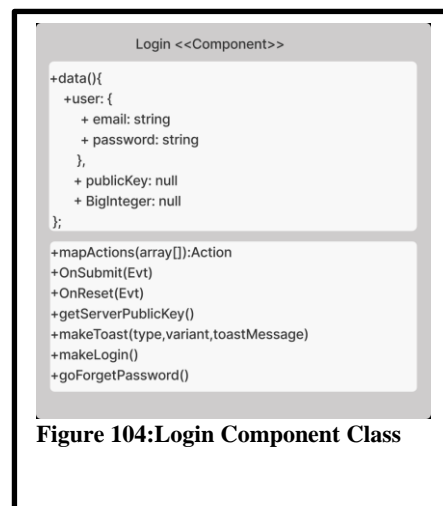 Login <<Component>>
+data(){
+user: {
+ email: string
+ password: string
},
+ publicKey: null
+ BigInteger: null
};
+mapActions(array[]):Action
+OnSubmit(Evt)
+OnReset(Evt)
+getServerPublicKey()
+makeToast(type,variant,toastMessage)
+makeLogin()
+goForgetPassword()
Figure 104:Login Component Class